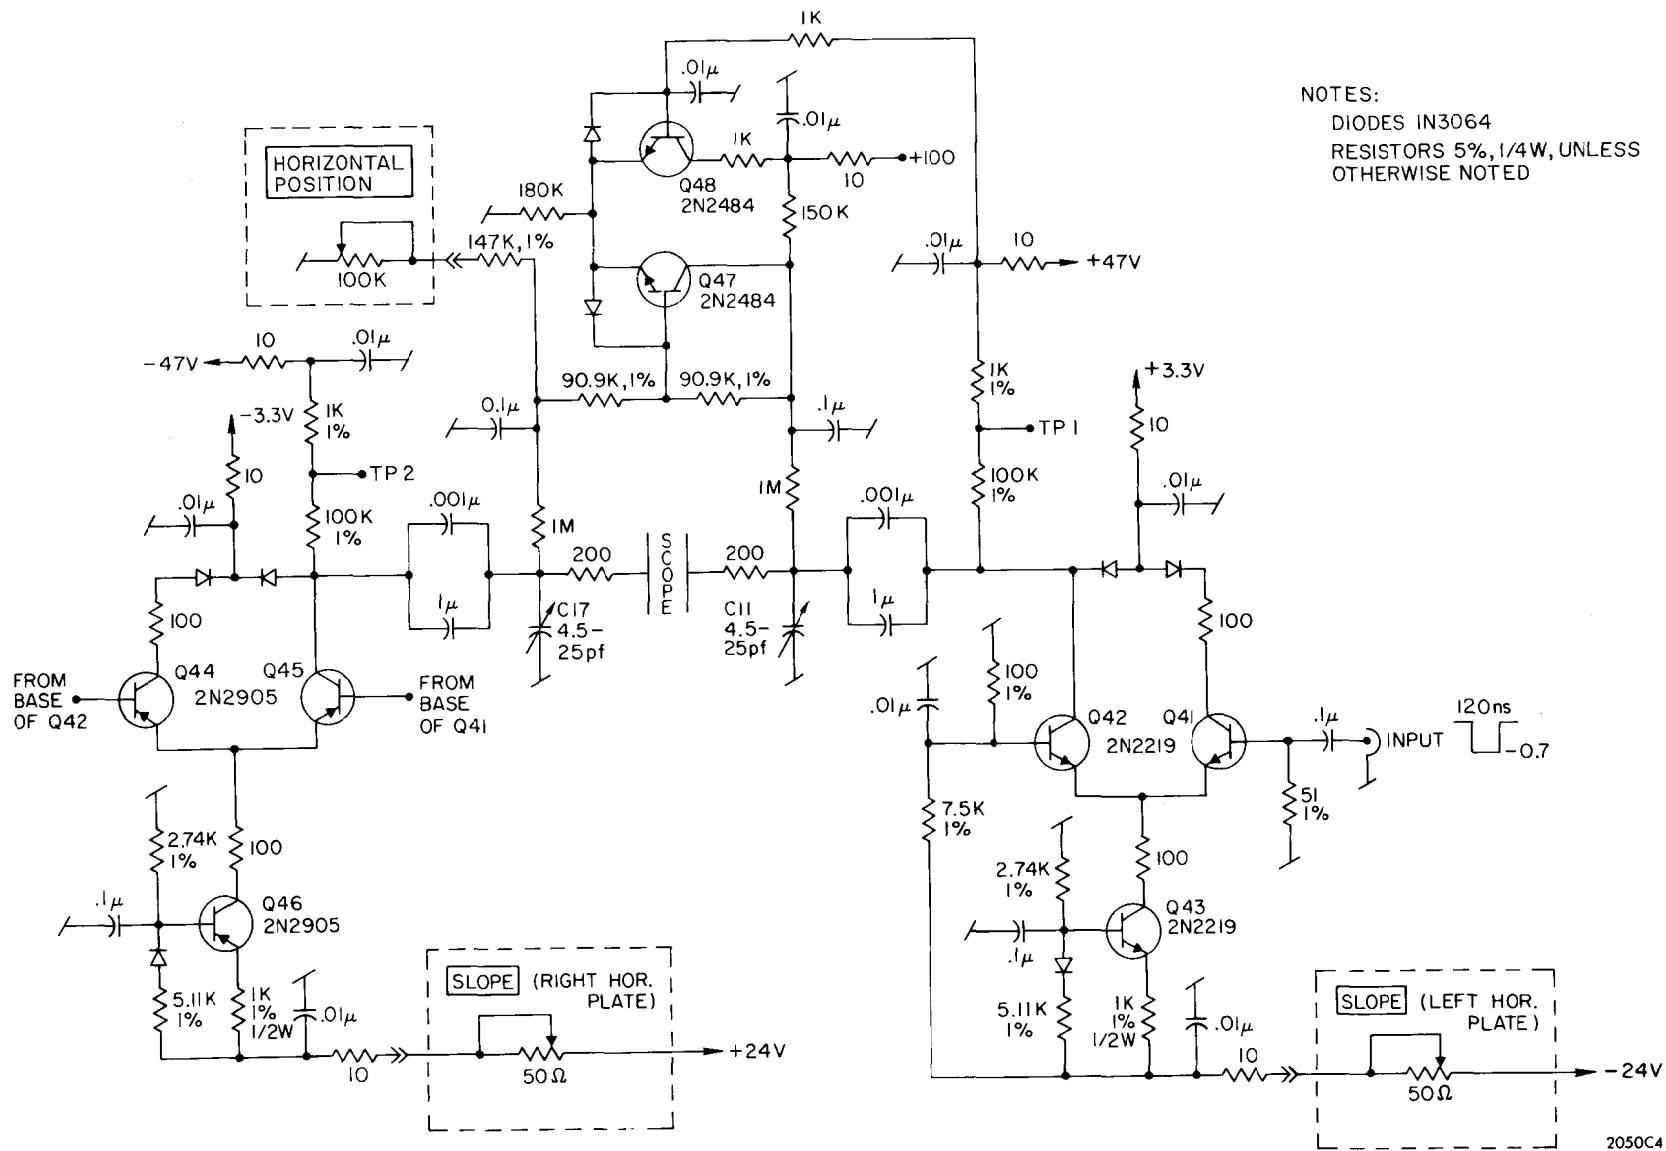 1K
.01μ
NOTES:
DIODES IN3064
RESISTORS 5%, 1/4W, UNLESS
OTHERWISE NOTED
.01μ
1K
+100
10
HORIZONTAL
POSITION
Q48
2N2484
180K
150K
147K, 1%
100K
.01μ
10
+47V
Q47
2N2484
-47V
10
.01μ
90.9K, 1%
90.9K, 1%
1K
1%
+3.3V
-3.3V
1K
1%
0.1μ
.1μ
TP1
10
10
TP2
1M
100K
1%
.01μ
.01μ
100K
1%
.001μ
1M
.001μ
200
SCOPE
200
100
1μ
C17
4.5-
25pf
C11
4.5-
25pf
1μ
100
FROM
BASE
OF Q42
Q44
2N2905
Q45
FROM
BASE
OF Q41
.01μ
100
1%
Q42
2N2219
Q41
.1μ
INPUT
120ns
-0.7
51
1%
2.74K
1%
100
7.5K
1%
2.74K
1%
100
.1μ
Q46
2N2905
Q43
2N2219
.1μ
5.11K
1%
1K
1%
1/2W
.01μ
SLOPE (RIGHT HOR.
PLATE)
10
50Ω
+24V
5.11K
1%
1K
1%
1/2W
.01μ
SLOPE (LEFT HOR.
PLATE)
10
50Ω
-24V
2050C4